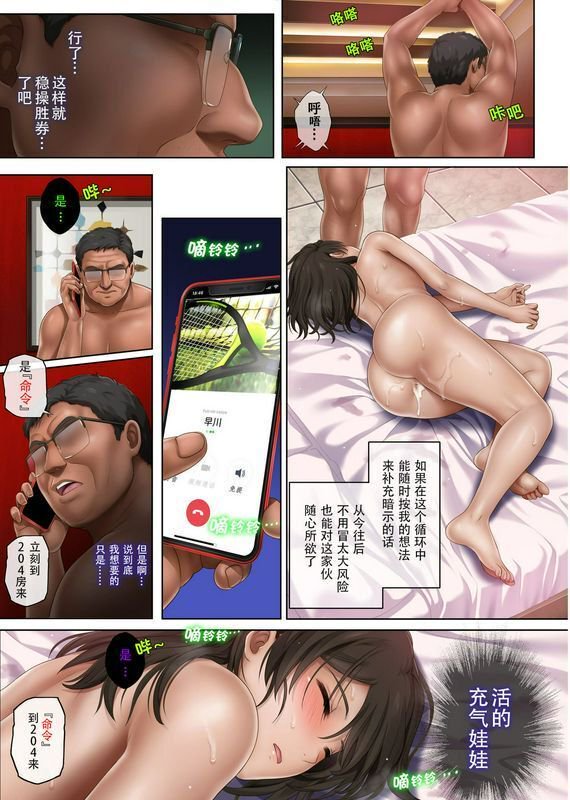 咯嗒
咯嗒
咔吧
呼唔…
行了…
这样就
稳操胜券…
了吧
如果在这个循环中
能随时按我的想法
来补充暗示的话
从今往后
不用冒太大风险
也能对这家伙
随心所欲了
嘀铃铃…
早川
免提
嘀铃铃…
哔~
是…
是『命令』
立刻到
204房来
但是啊…
说到底
我想要的
只是……
活的
充气娃娃
嘀铃铃…
哔~
是…
『命令』
到204来
嘀铃铃…